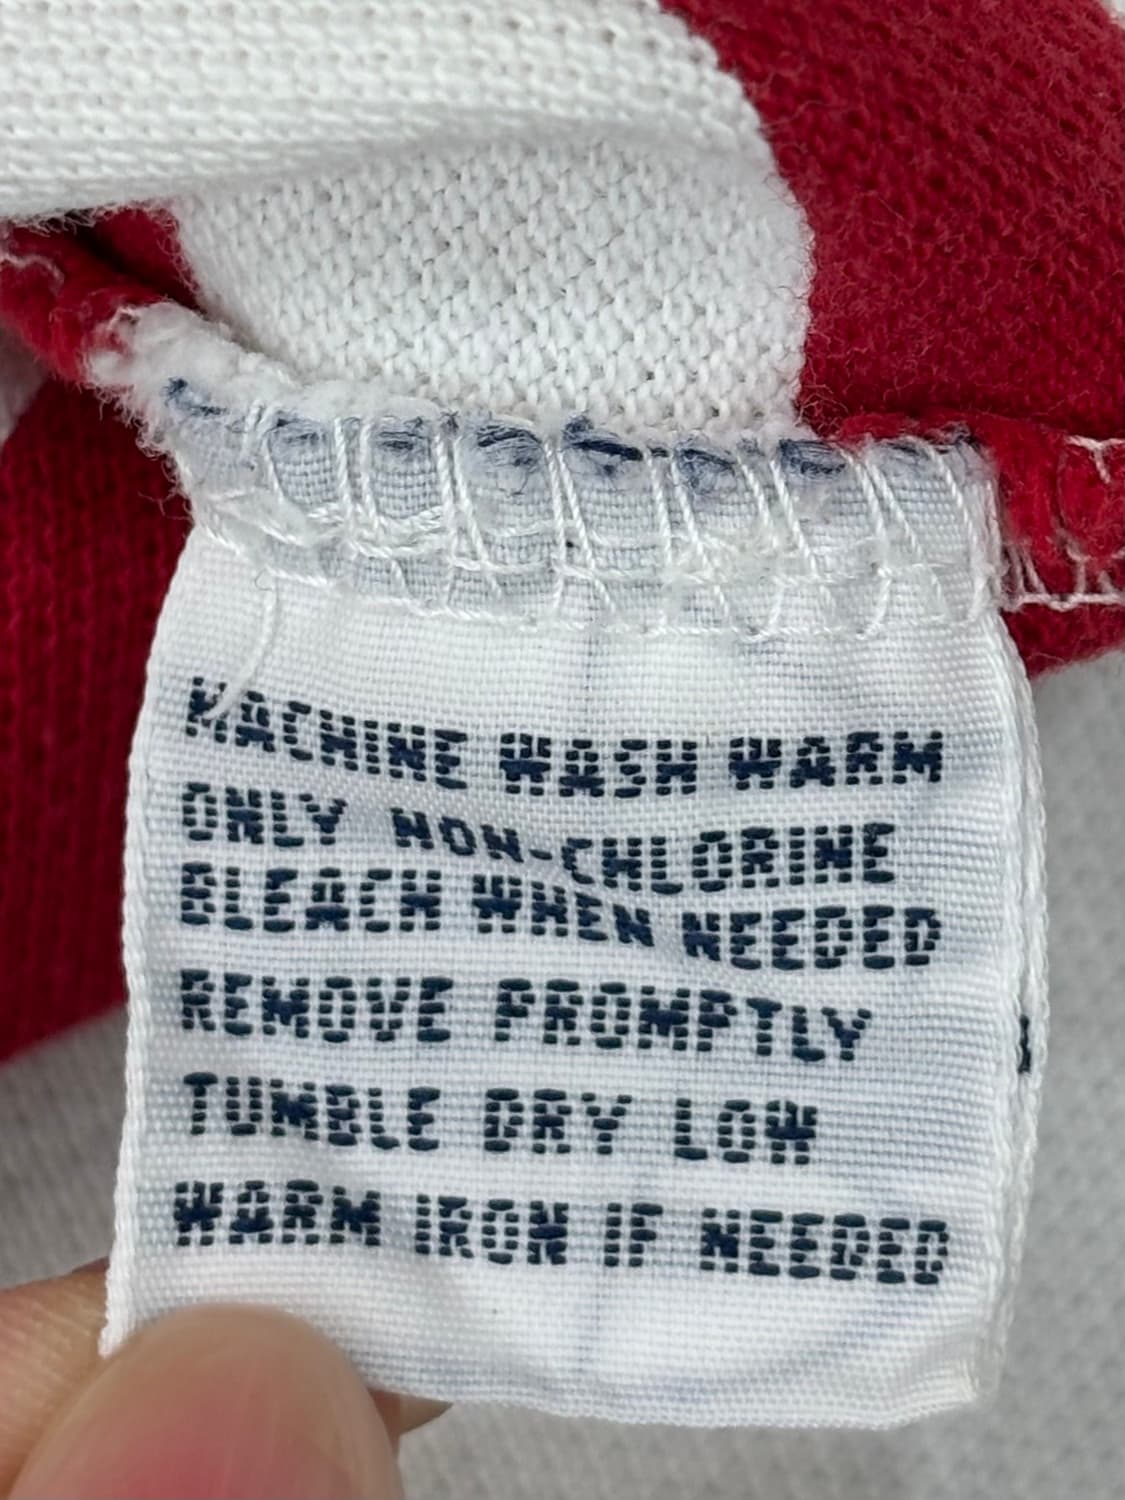 MACHINE WASH WARM
ONLY NON-CHLORINE
BLEACH WHEN NEEDED
REMOVE PROMPTLY
TUMBLE DRY LOW
WARM IRON IF NEEDED